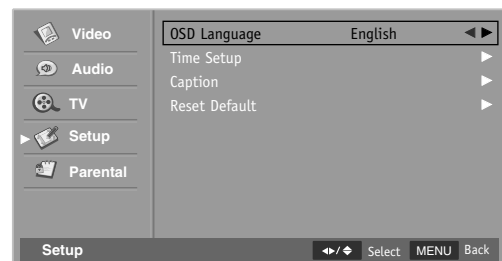 Video
Audio
TV
Setup
Parental
OSD Language English
Time Setup
Caption
Reset Default
Setup
Select MENU Back